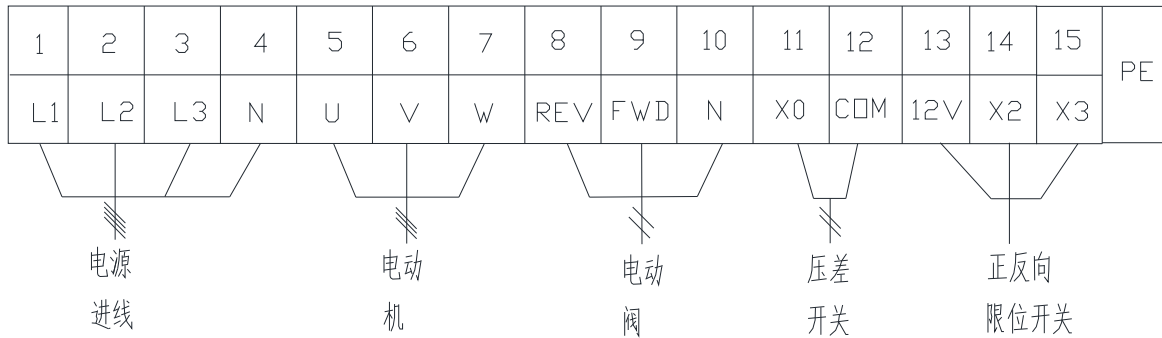 1 2 3 4 5 6 7 8 9 10 11 12 13 14 15
PE
L1 L2 L3 N U V W REV FWD N X0 COM 12V X2 X3
电源 电动 电动 压差 正反向
进线 机 阀 开关 限位开关